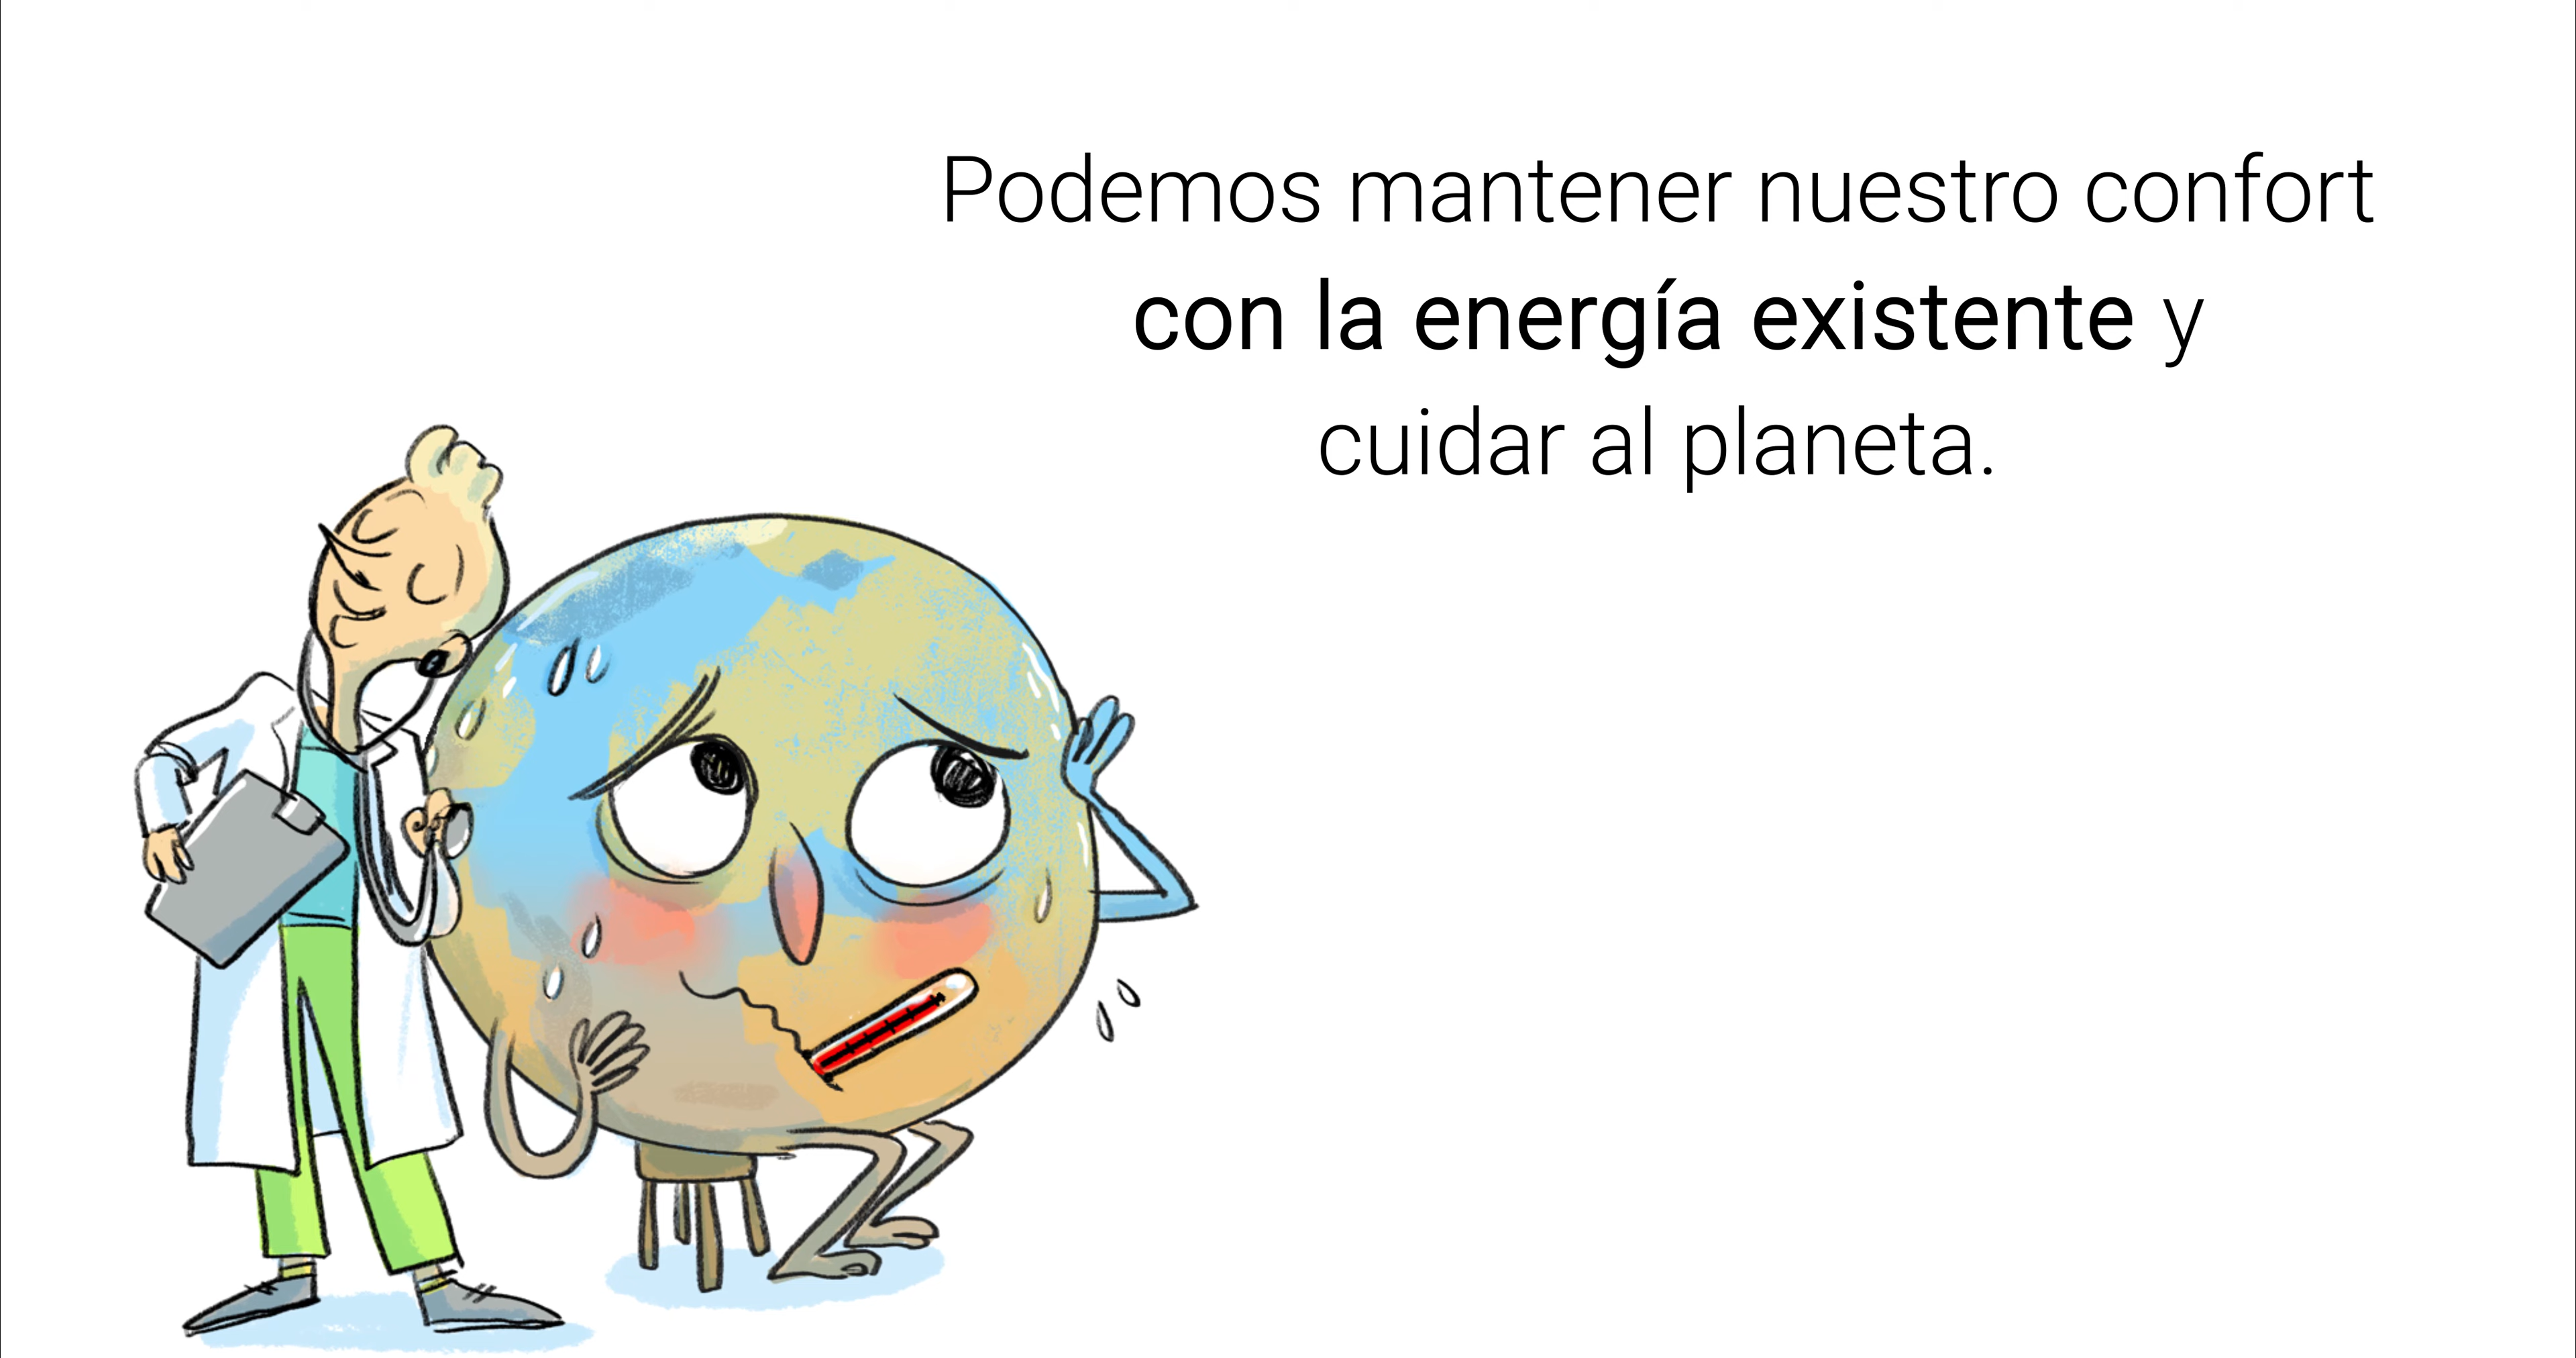 Podemos mantener nuestro confort
con la energía existente y
cuidar al planeta.